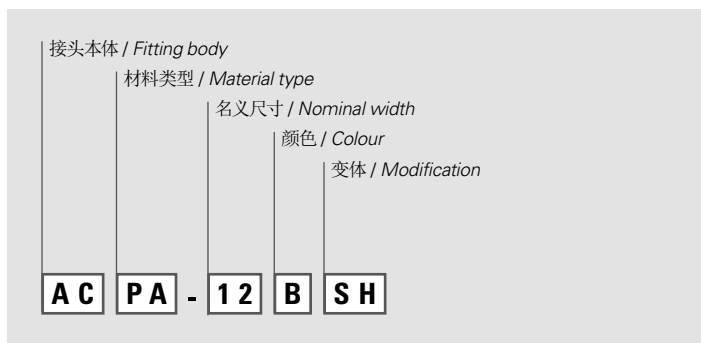 接头本体 / Fitting body
材料类型 / Material type
名义尺寸 / Nominal width
颜色 / Colour
变体 / Modification
AC PA - 12 B SH